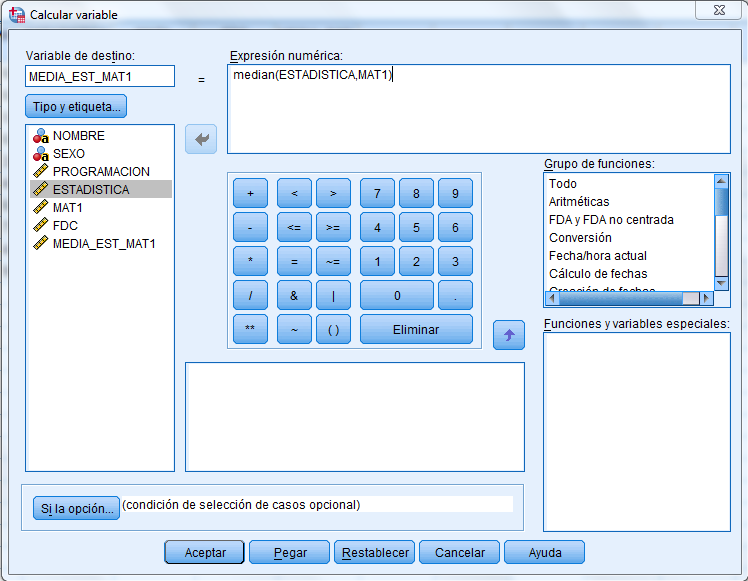 Calcular variable
Variable de destino:
MEDIA_EST_MAT1
=
Expresión numérica:
median(ESTADISTICA,MAT1)
Tipo y etiqueta...
NOMBRE
SEXO
PROGRAMACION
ESTADISTICA
MAT1
FDC
MEDIA_EST_MAT1
+ < > 7 8 9
- <= >= 4 5 6
* = ~= 1 2 3
/ & | 0 .
** ~ ( ) Eliminar
Grupo de funciones:
Todo
Aritméticas
FDA y FDA no centrada
Conversión
Fecha/hora actual
Cálculo de fechas
Creación de fechas
Funciones y variables especiales:
Si la opción...
(condición de selección de casos opcional)
Aceptar Pegar Restablecer Cancelar Ayuda